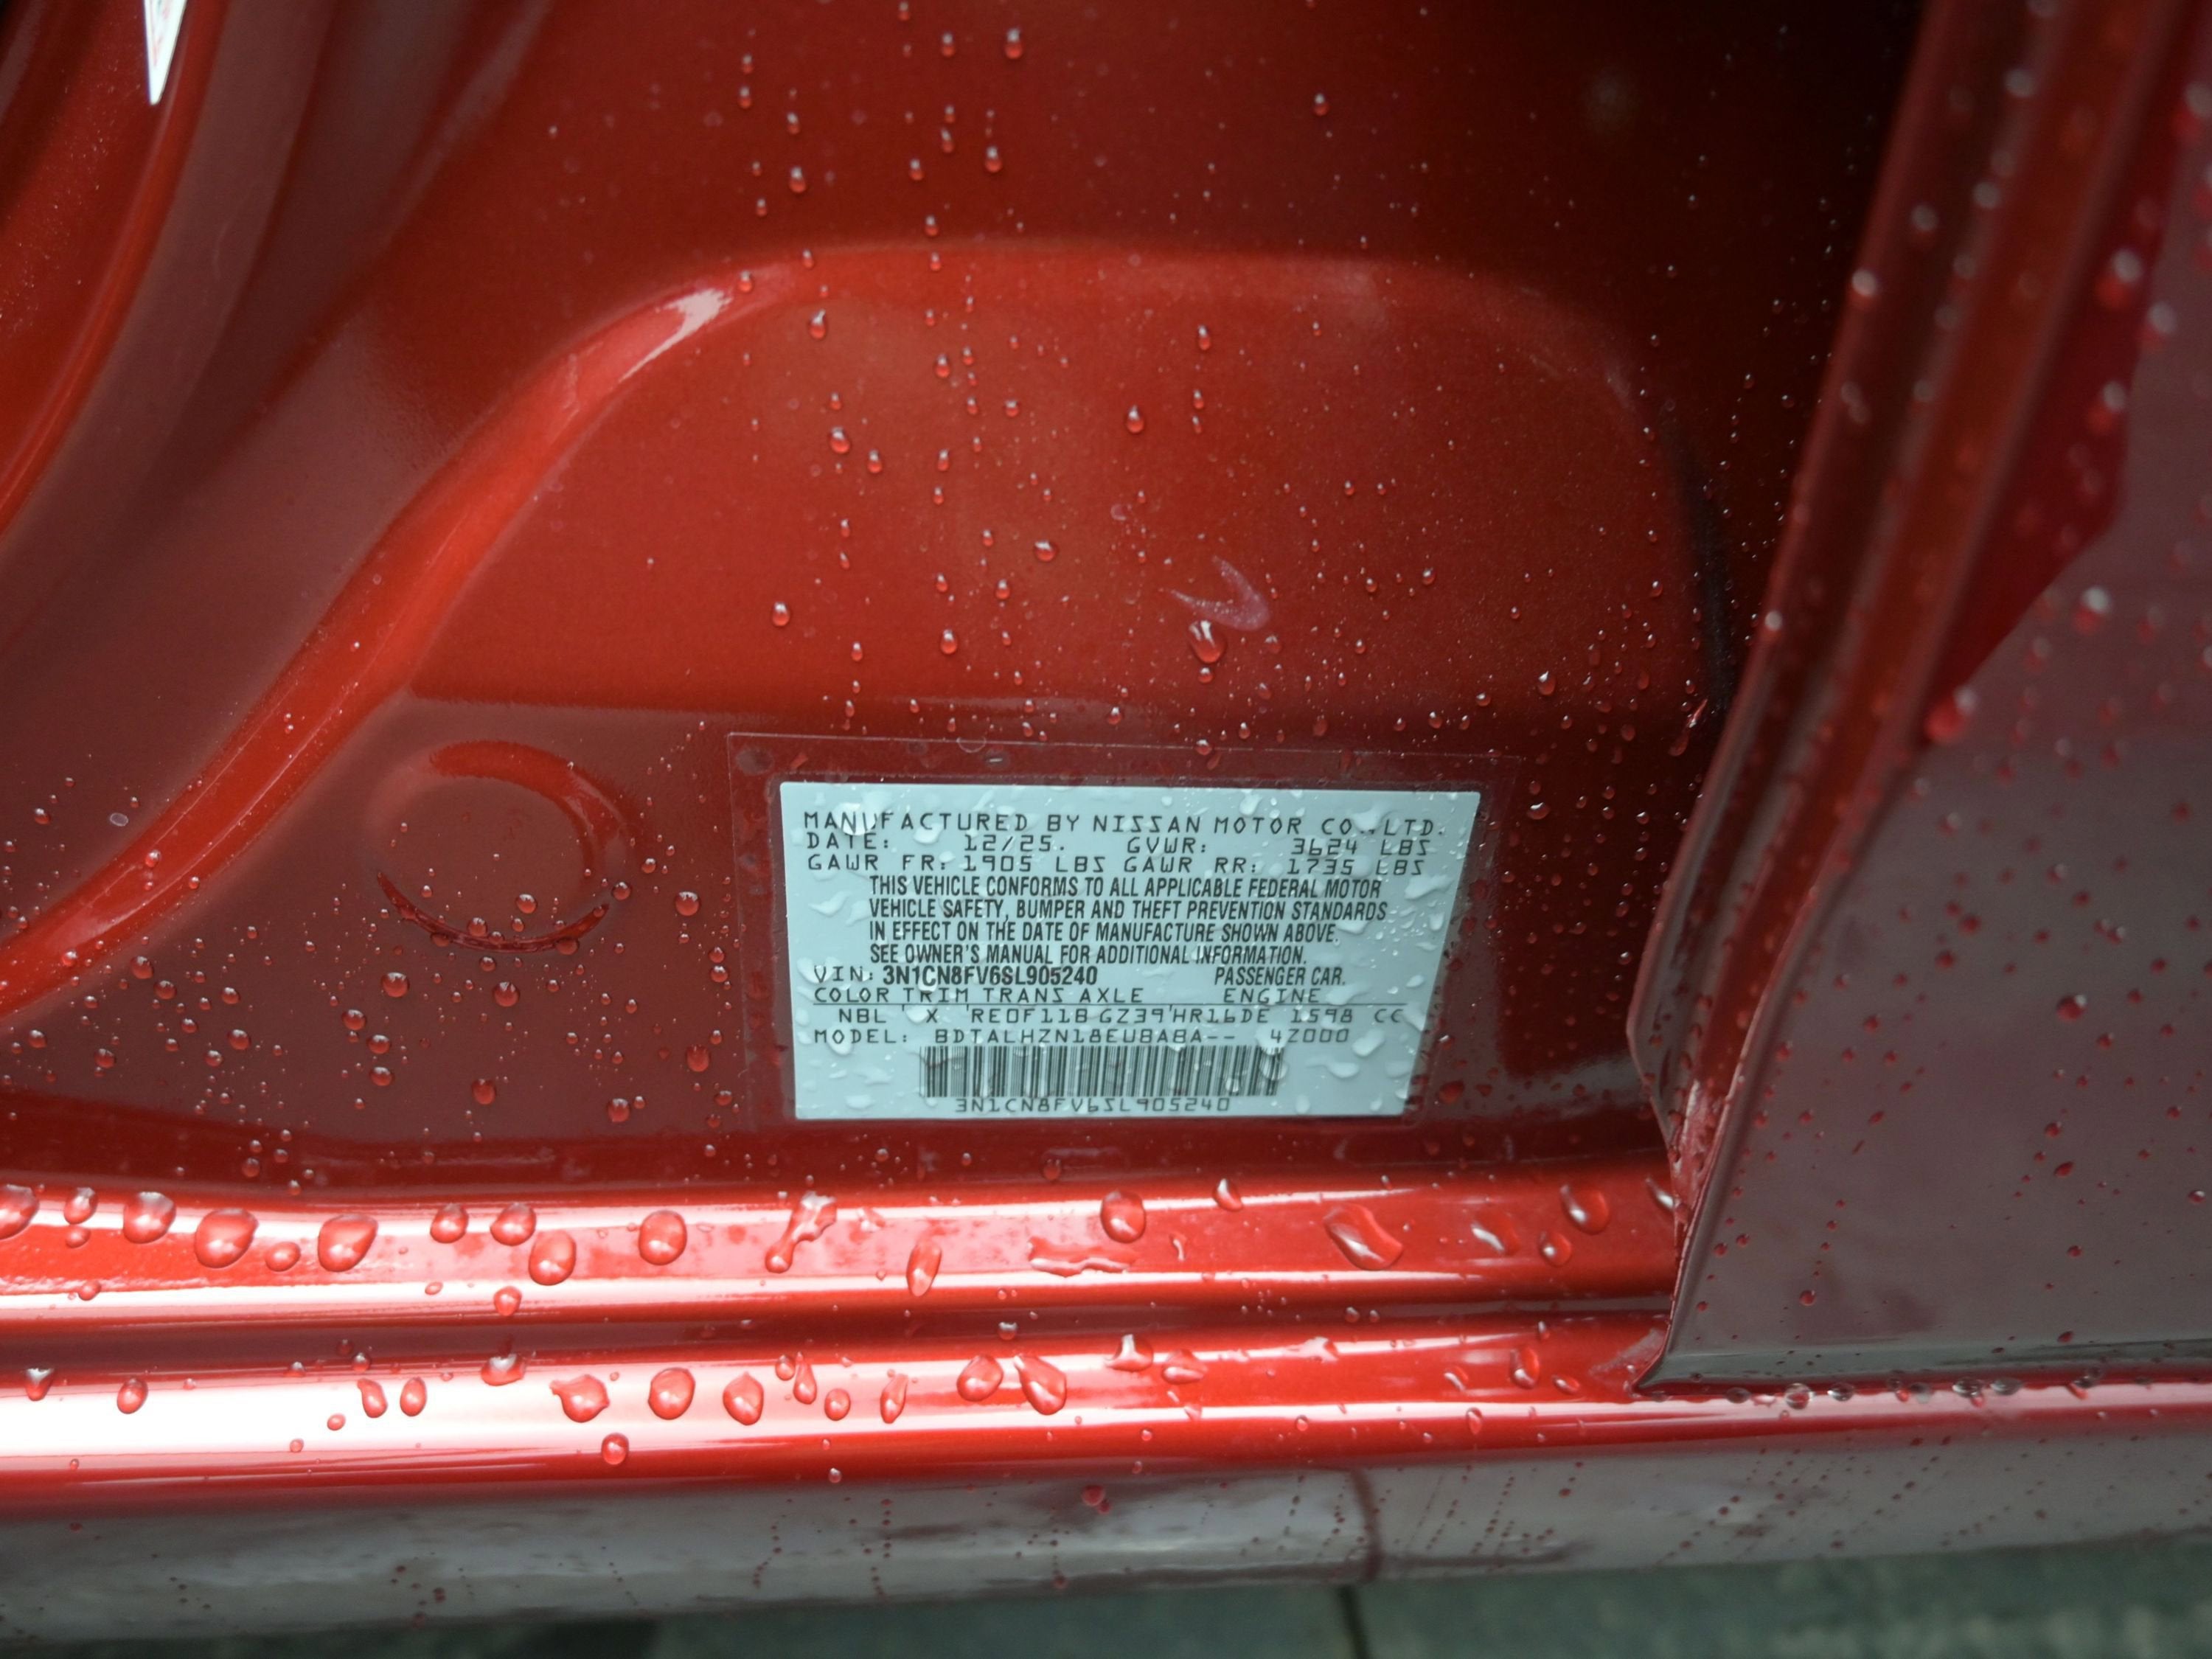 MANUFACTURED BY NISSAN MOTOR CO.,LTD.
DATE: 12/25. GVWR: 3624 LBS
GAWR FR: 1905 LBS GAWR RR: 1735 LBS
THIS VEHICLE CONFORMS TO ALL APPLICABLE FEDERAL MOTOR
VEHICLE SAFETY, BUMPER AND THEFT PREVENTION STANDARDS
IN EFFECT ON THE DATE OF MANUFACTURE SHOWN ABOVE.
SEE OWNER'S MANUAL FOR ADDITIONAL INFORMATION.
VIN: 3N1CN8FV6SL905240 PASSENGER CAR.
COLOR TRIM TRANS AXLE ENGINE
NBL ' X 'RE0F11B GZ39'HR16DE 1598 CC
MODEL: BDTALHZN18EUBABA-- 4Z000
3N1CN8FV6SL905240